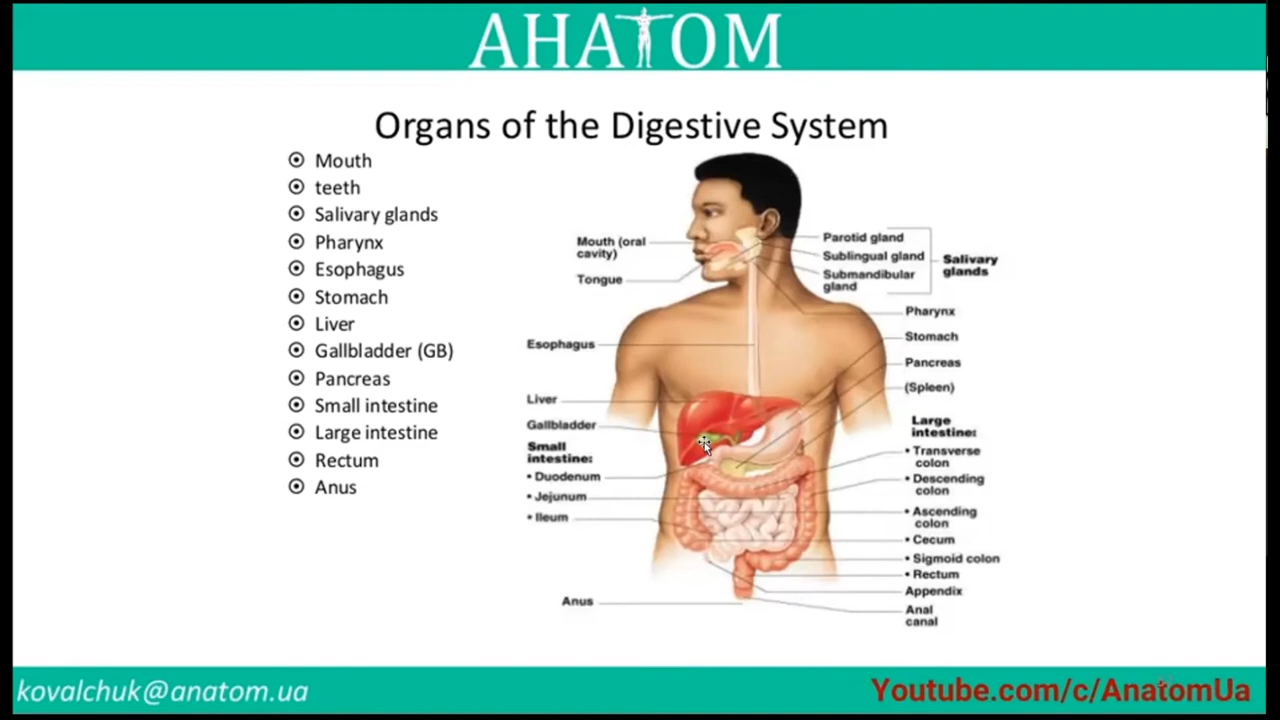 АНАТОМ
Organs of the Digestive System
Mouth
teeth
Salivary glands
Pharynx
Esophagus
Stomach
Liver
Gallbladder (GB)
Pancreas
Small intestine
Large intestine
Rectum
Anus
Mouth (oral
cavity)
Tongue
Esophagus
Liver
Gallbladder
Small
intestine:
• Duodenum
• Jejunum
• Ileum
Anus
Parotid gland
Sublingual gland
Submandibular
gland
Salivary
glands
Pharynx
Stomach
Pancreas
(Spleen)
Large
intestine:
• Transverse
colon
• Descending
colon
• Ascending
colon
• Cecum
• Sigmoid colon
• Rectum
Appendix
Anal
canal
kovalchuk@anatom.ua
Youtube.com/c/AnatomUa